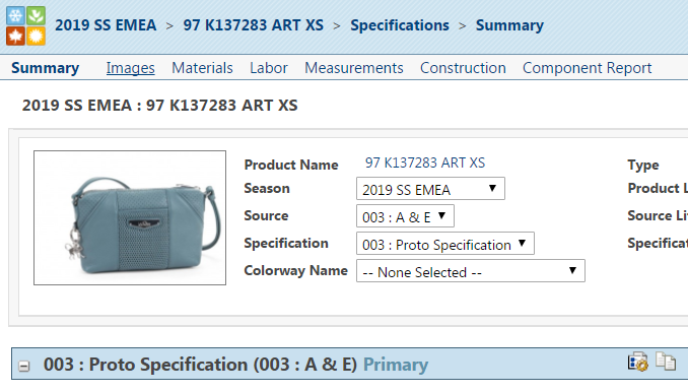 2019 SS EMEA > 97 K137283 ART XS > Specifications > Summary
Summary Images Materials Labor Measurements Construction Component Report
2019 SS EMEA : 97 K137283 ART XS
Product Name 97 K137283 ART XS Type
Season 2019 SS EMEA Product L
Source 003 : A & E Source Li
Specification 003 : Proto Specification Specificat
Colorway Name -- None Selected --
003 : Proto Specification (003 : A & E) Primary